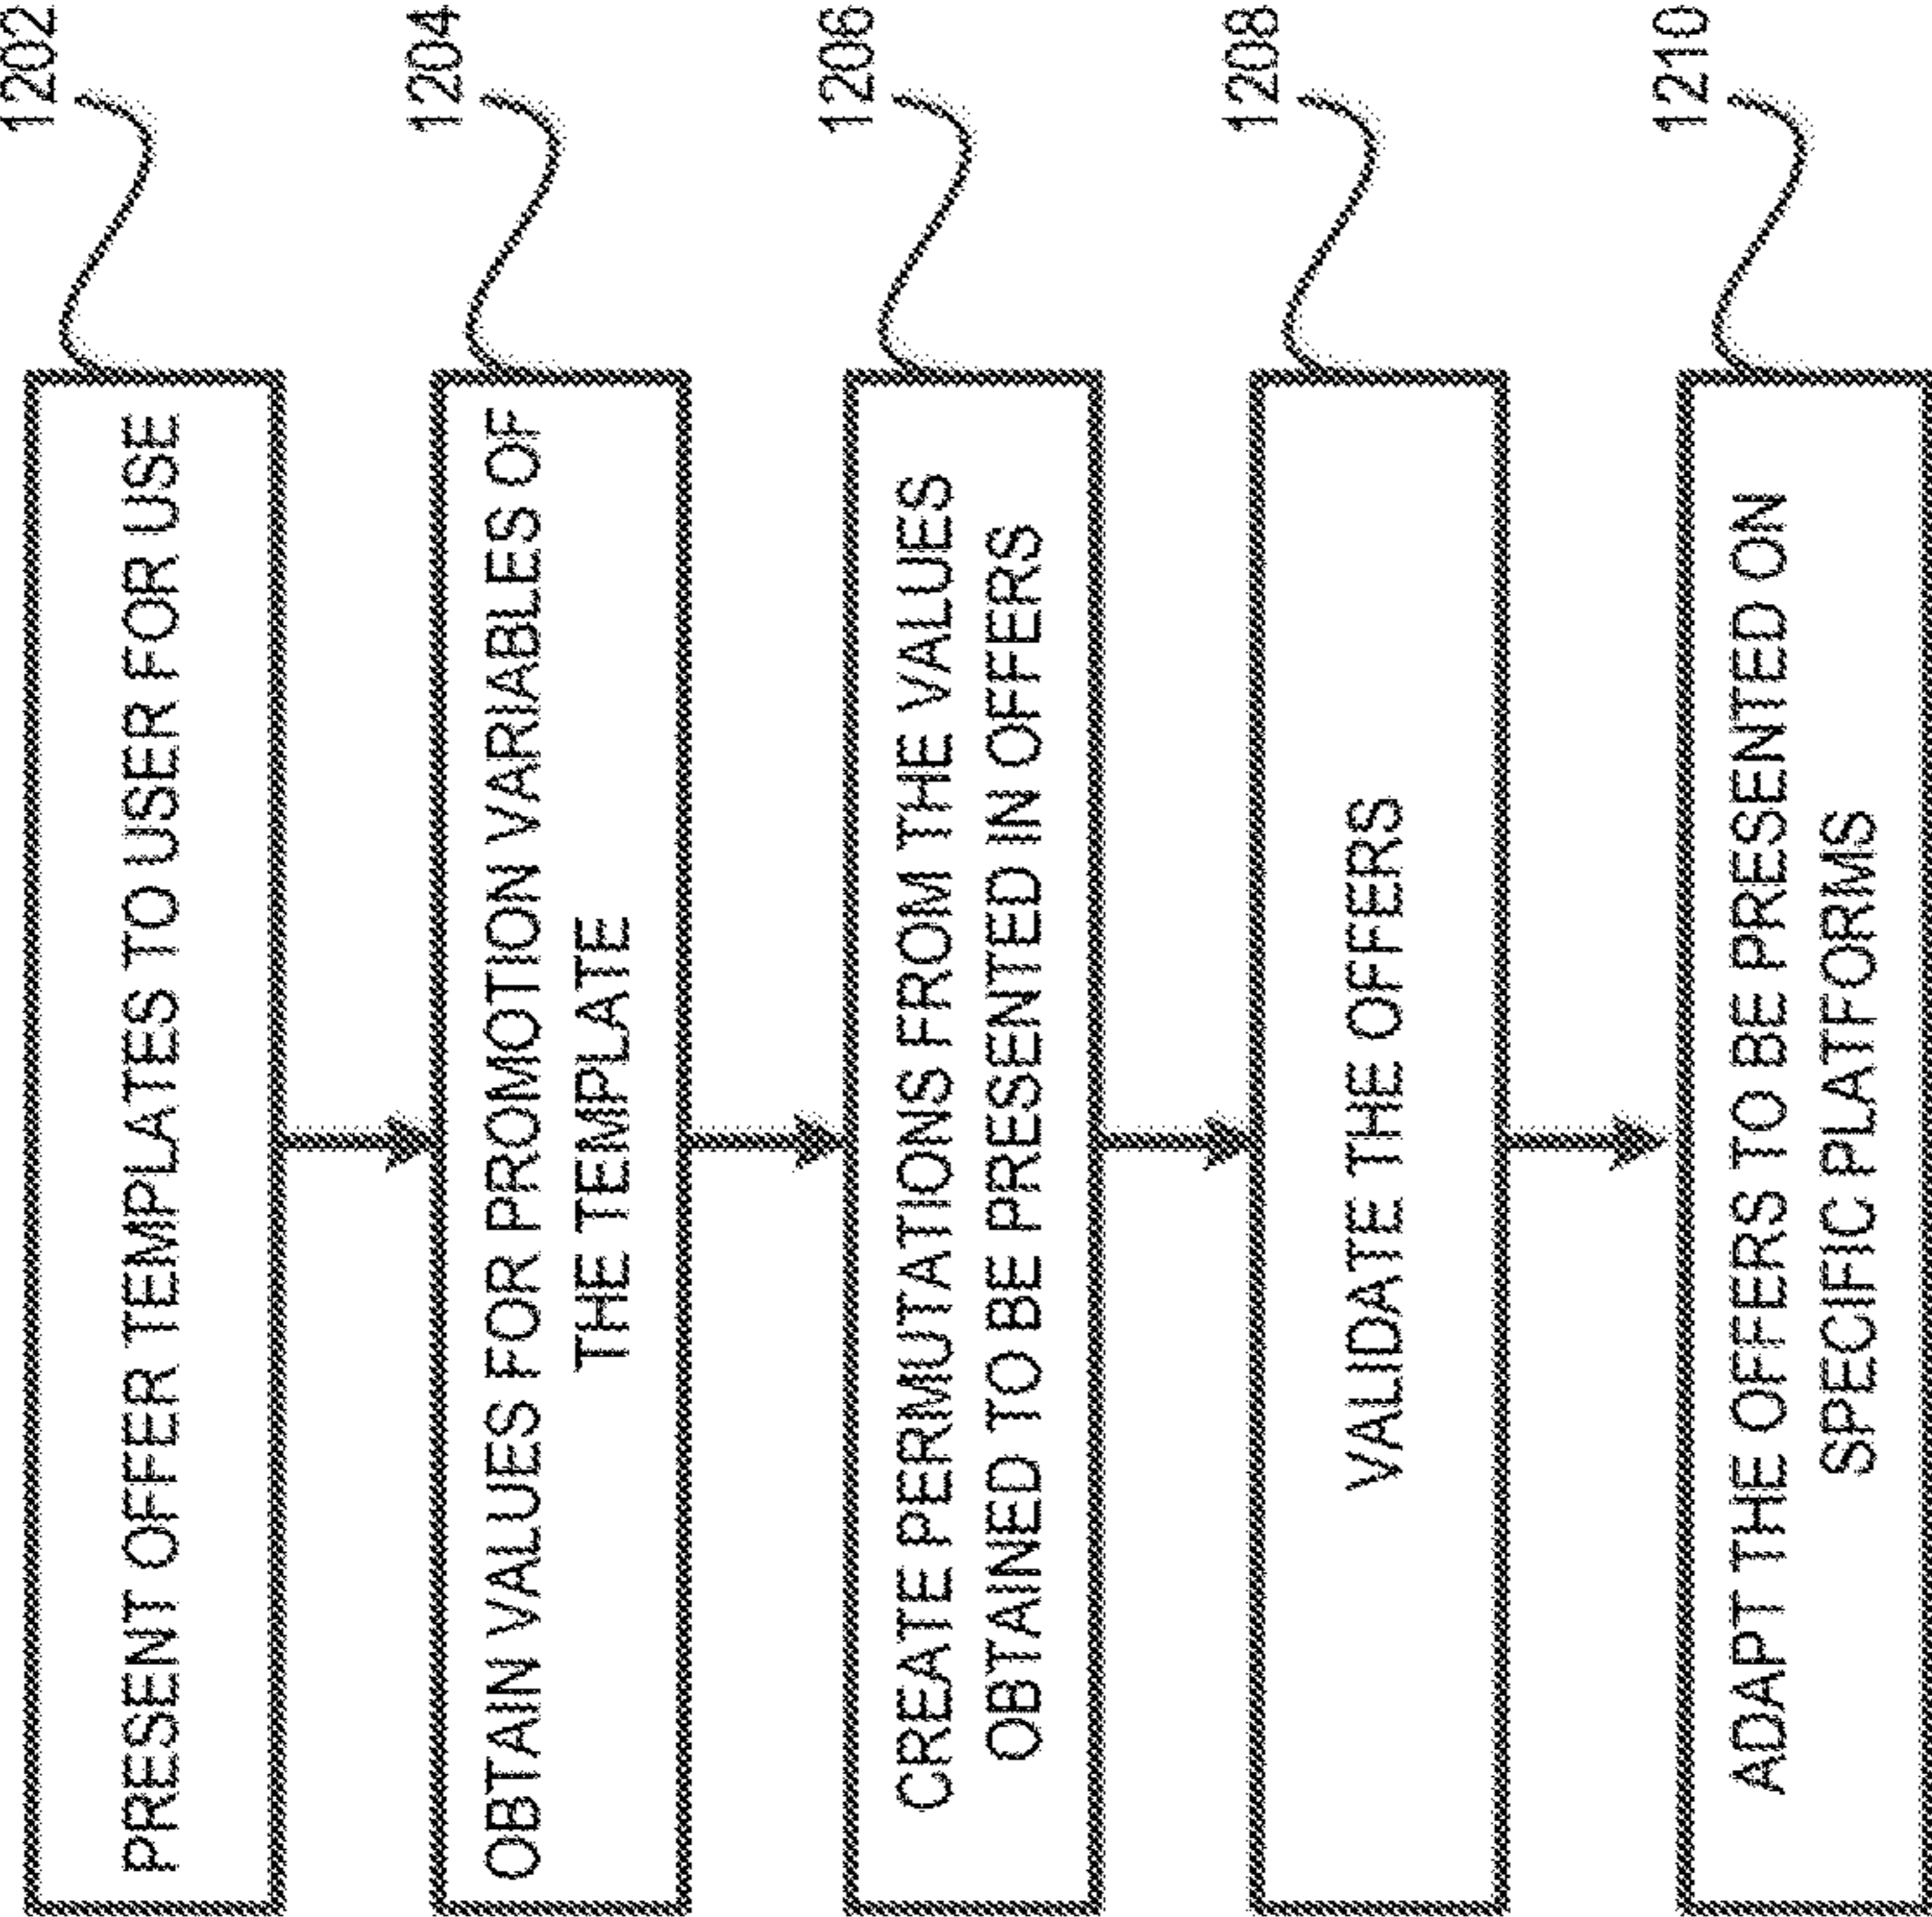 PRESENT OFFER TEMPLATES TO USER FOR USE
1202
OBTAIN VALUES FOR PROMOTION VARIABLES OF
THE TEMPLATE
1204
CREATE PERMUTATIONS FROM THE VALUES
OBTAINED TO BE PRESENTED IN OFFERS
1206
VALIDATE THE OFFERS
1208
ADAPT THE OFFERS TO BE PRESENTED ON
SPECIFIC PLATFORMS
1210